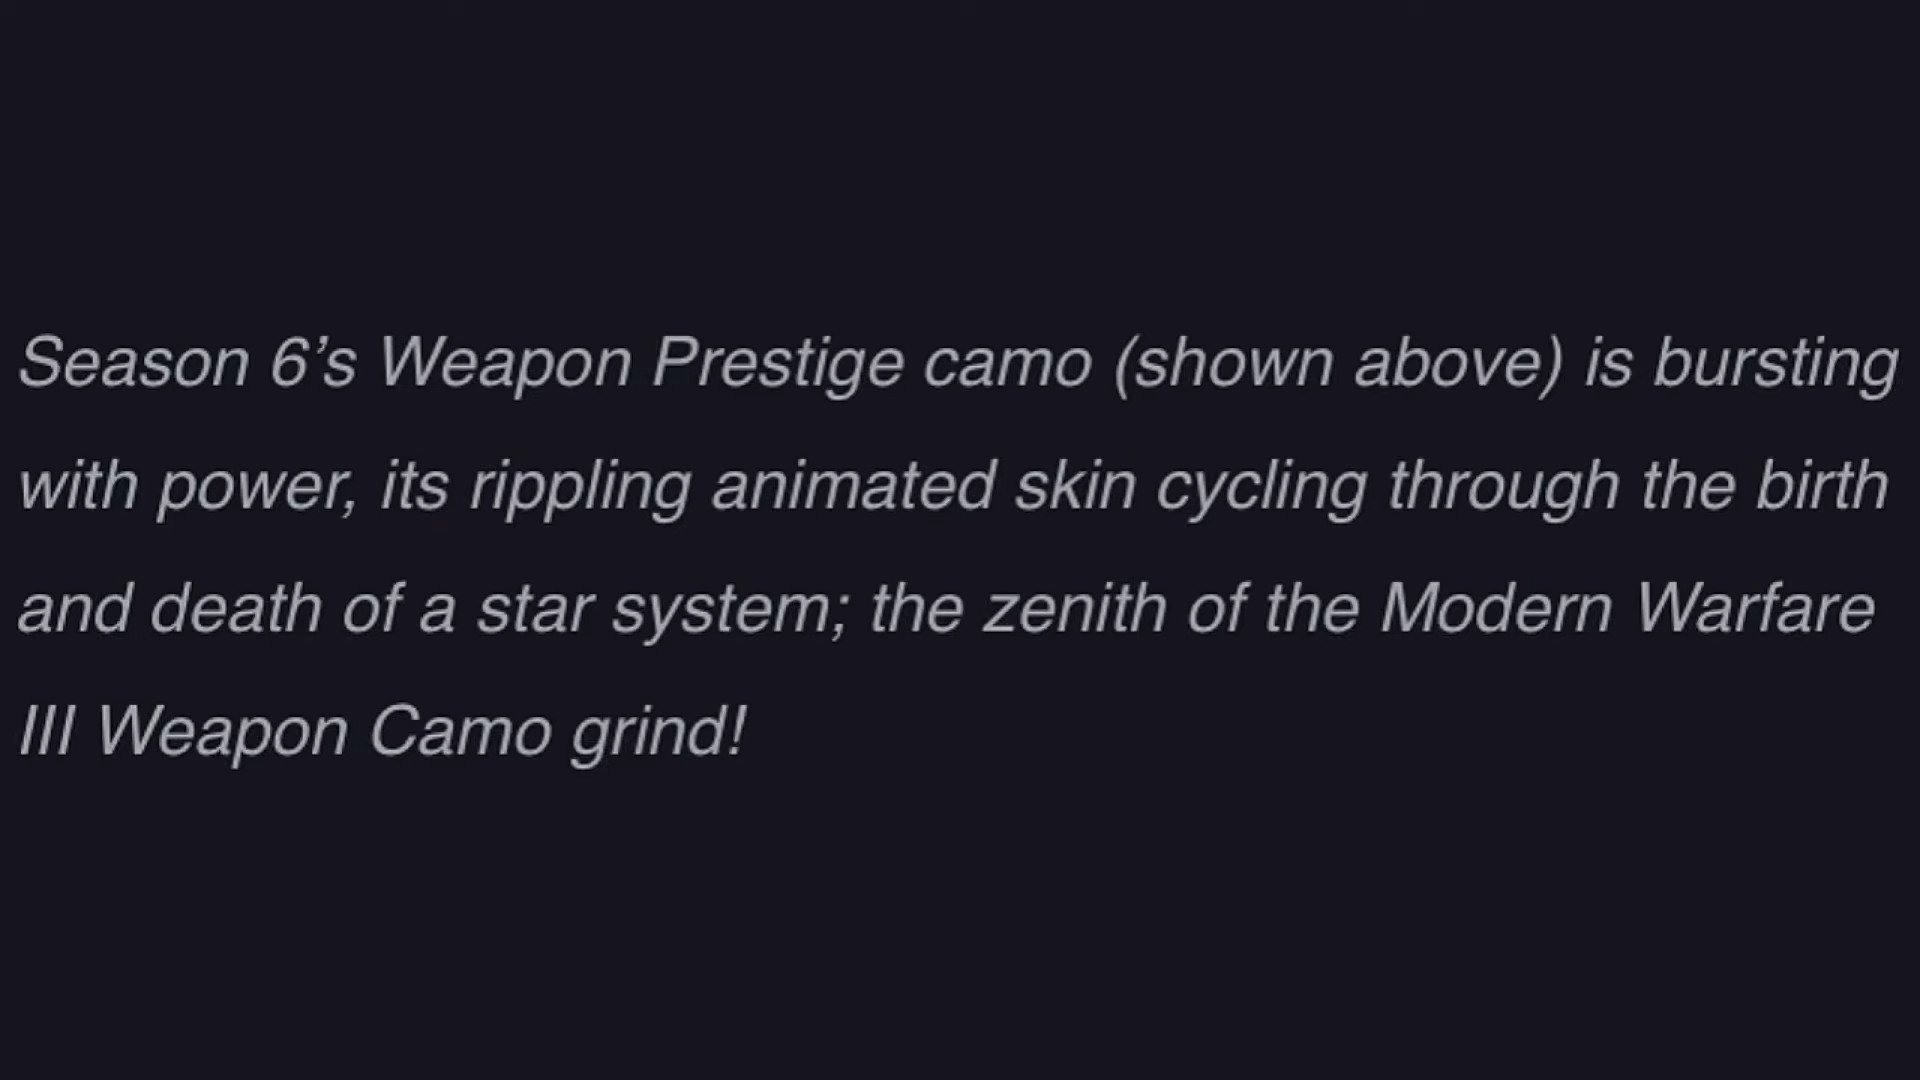 Season 6’s Weapon Prestige camo (shown above) is bursting
with power, its rippling animated skin cycling through the birth
and death of a star system; the zenith of the Modern Warfare
III Weapon Camo grind!